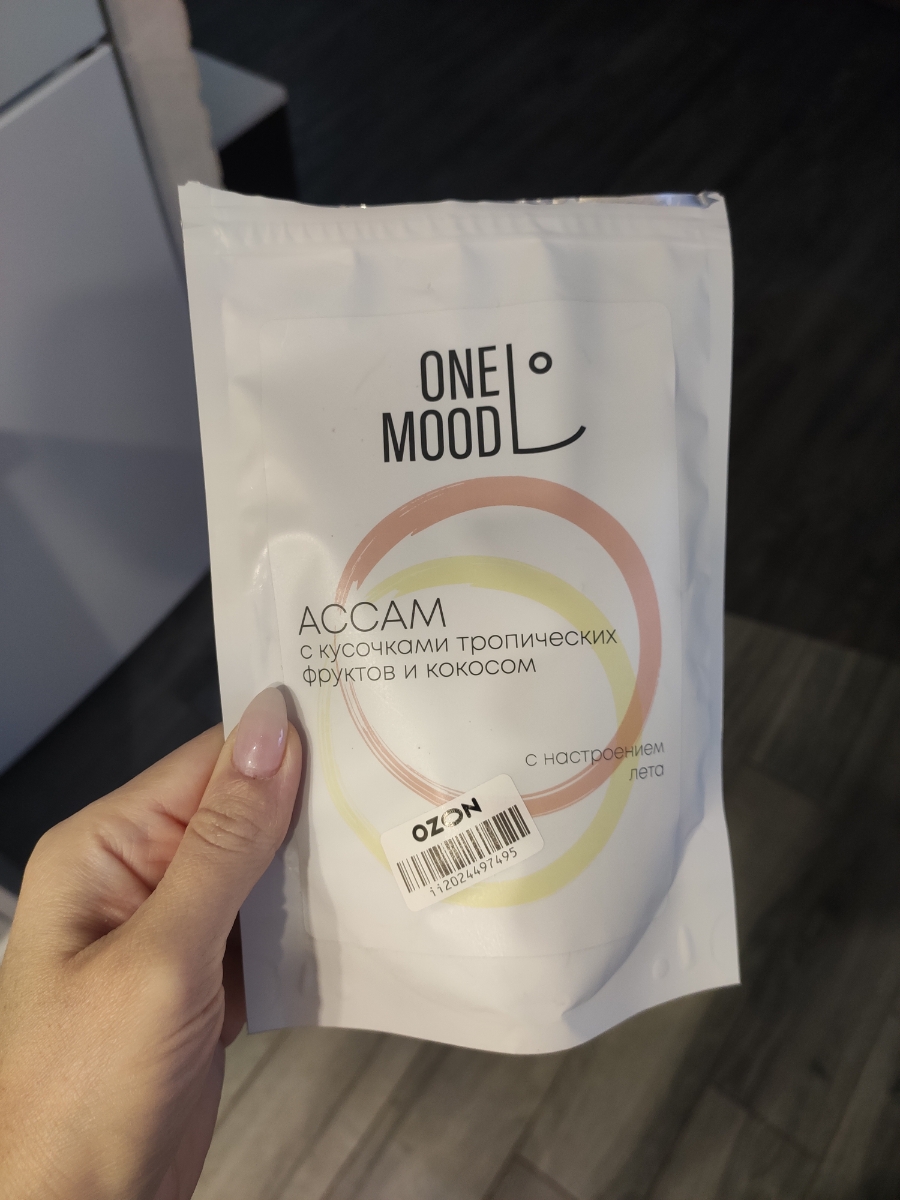 ONE
MOOD
АССАМ
с кусочками тропических
фруктов и кокосом
с настроением
лета
OZON
ii2024497495